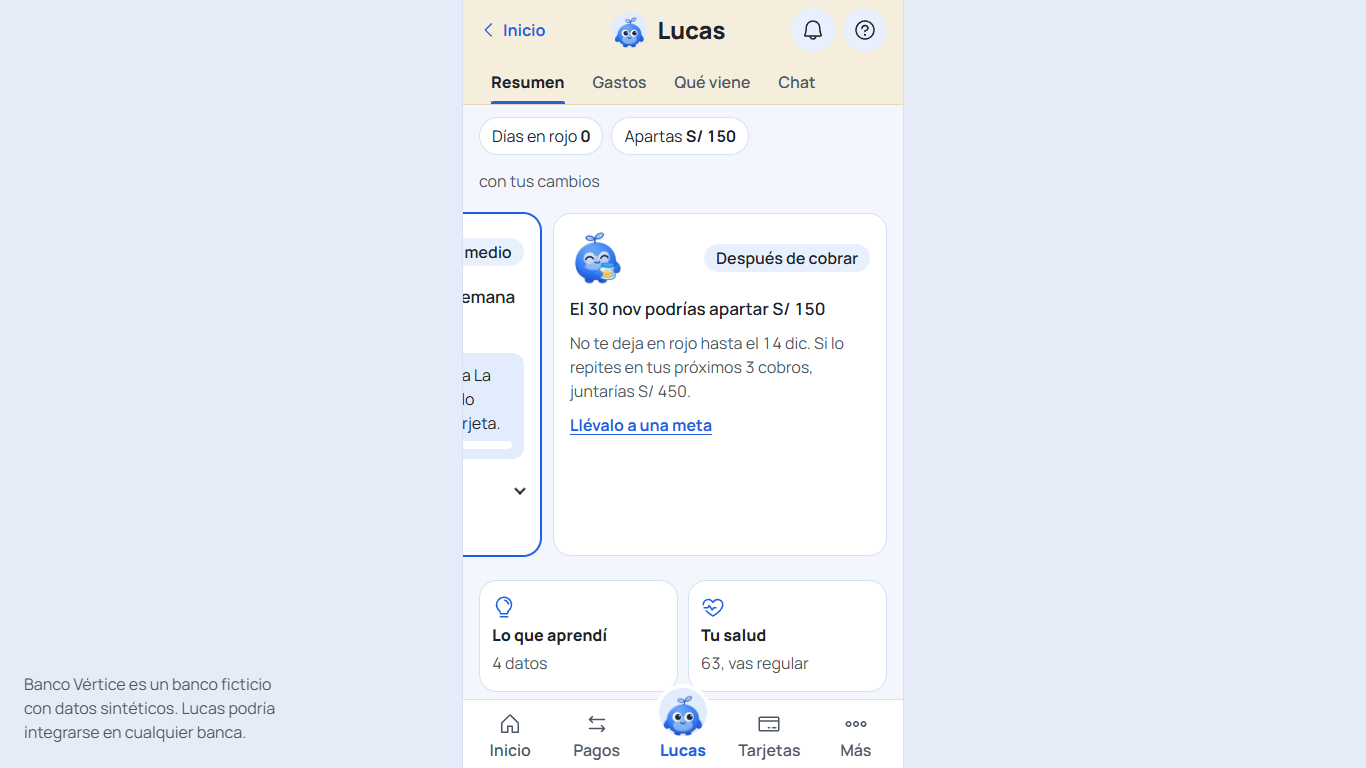 Inicio
Lucas
Resumen
Gastos
Qué viene
Chat
Días en rojo 0
Apartas S/ 150
con tus cambios
medio
emana
a La
lo
rjeta.
Después de cobrar
El 30 nov podrías apartar S/ 150
No te deja en rojo hasta el 14 dic. Si lo
repites en tus próximos 3 cobros,
juntarías S/ 450.
Llévalo a una meta
Lo que aprendí
4 datos
Tu salud
63, vas regular
Banco Vértice es un banco ficticio
con datos sintéticos. Lucas podría
integrarse en cualquier banca.
Inicio
Pagos
Lucas
Tarjetas
Más